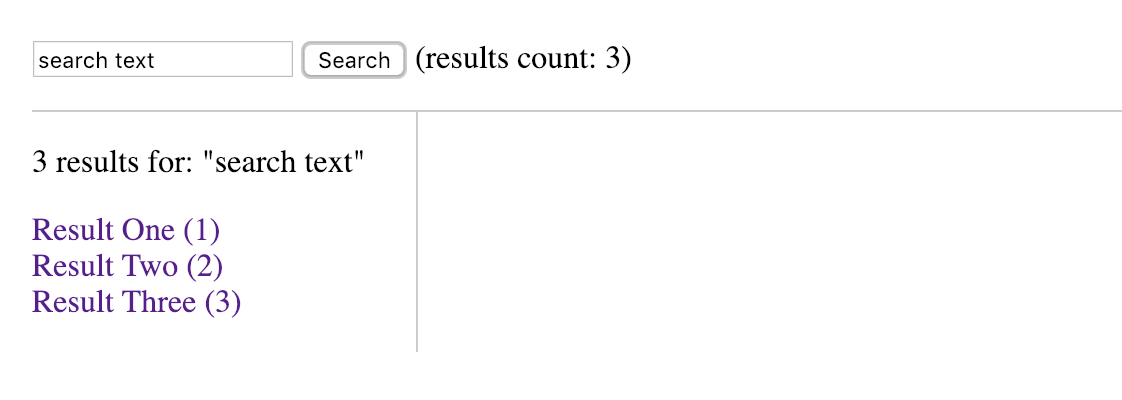 search text Search (results count: 3)
3 results for: "search text"
Result One (1)
Result Two (2)
Result Three (3)